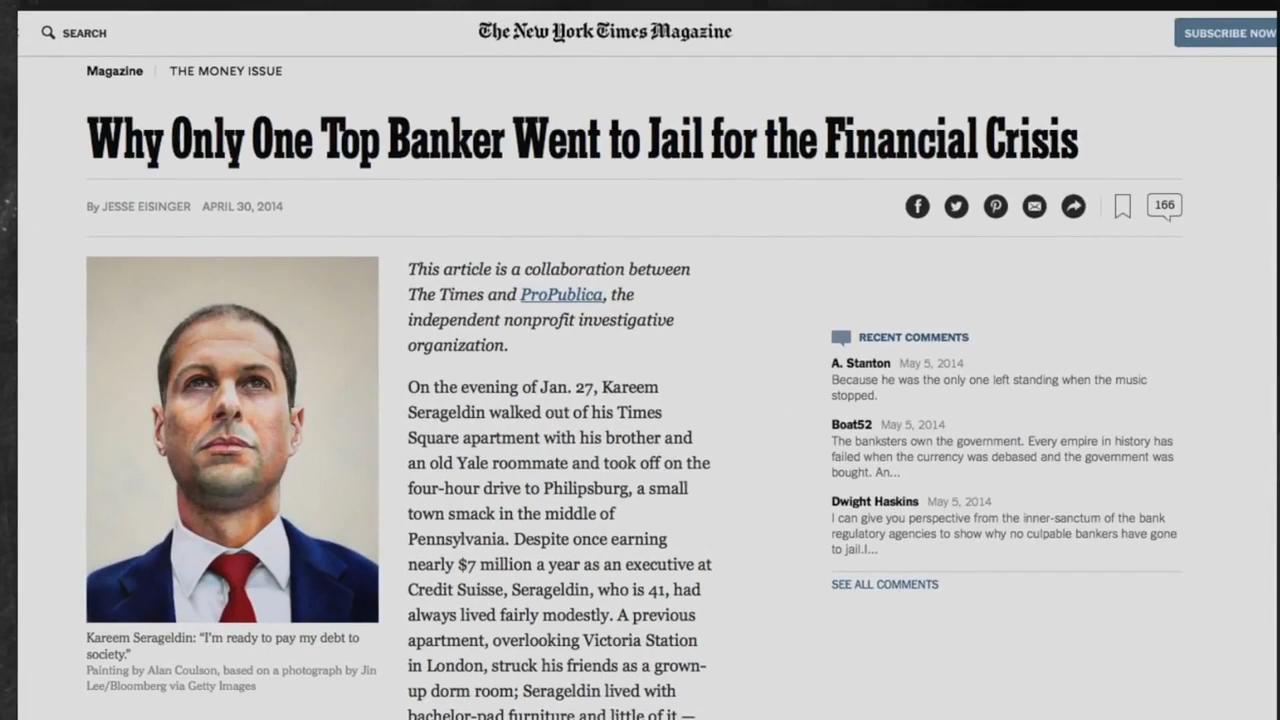 SEARCH
The New York Times Magazine
SUBSCRIBE NOW
Magazine | THE MONEY ISSUE
Why Only One Top Banker Went to Jail for the Financial Crisis
By JESSE EISINGER APRIL 30, 2014
166
This article is a collaboration between
The Times and ProPublica, the
independent nonprofit investigative
organization.
On the evening of Jan. 27, Kareem
Serageldin walked out of his Times
Square apartment with his brother and
an old Yale roommate and took off on the
four-hour drive to Philipsburg, a small
town smack in the middle of
Pennsylvania. Despite once earning
nearly $7 million a year as an executive at
Credit Suisse, Serageldin, who is 41, had
always lived fairly modestly. A previous
apartment, overlooking Victoria Station
in London, struck his friends as a grown-
up dorm room; Serageldin lived with
bachelor-pad furniture and little of it —
Kareem Serageldin: “I’m ready to pay my debt to
society.”
Painting by Alan Coulson, based on a photograph by Jin
Lee/Bloomberg via Getty Images
RECENT COMMENTS
A. Stanton May 5, 2014
Because he was the only one left standing when the music
stopped.
Boat52 May 5, 2014
The banksters own the government. Every empire in history has
failed when the currency was debased and the government was
bought. An...
Dwight Haskins May 5, 2014
I can give you perspective from the inner-sanctum of the bank
regulatory agencies to show why no culpable bankers have gone
to jail.I...
SEE ALL COMMENTS